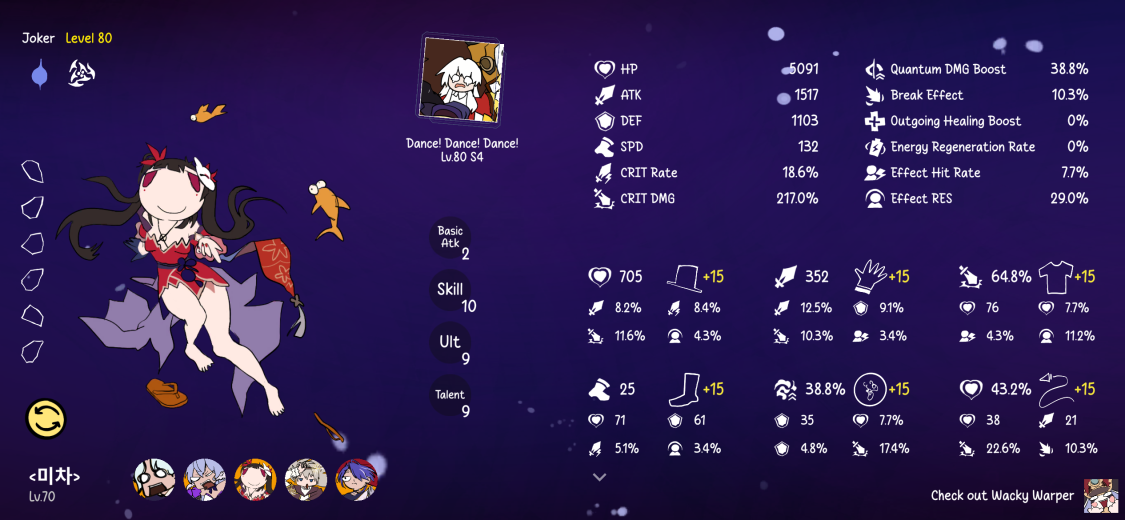 Joker Level 80
Dance! Dance! Dance!
Lv.80 S4
Basic
Atk 2
Skill 10
Ult 9
Talent 9
<미차>
Lv.70
HP 5091
ATK 1517
DEF 1103
SPD 132
CRIT Rate 18.6%
CRIT DMG 217.0%
Quantum DMG Boost 38.8%
Break Effect 10.3%
Outgoing Healing Boost 0%
Energy Regeneration Rate 0%
Effect Hit Rate 7.7%
Effect RES 29.0%
705 +15
8.2% 8.4%
11.6% 4.3%
352 +15
12.5% 9.1%
10.3% 3.4%
64.8% +15
76 7.7%
4.3% 11.2%
25 +15
71 61
5.1% 3.4%
38.8% +15
35 7.7%
4.8% 17.4%
43.2% +15
38 21
22.6% 10.3%
Check out Wacky Warper